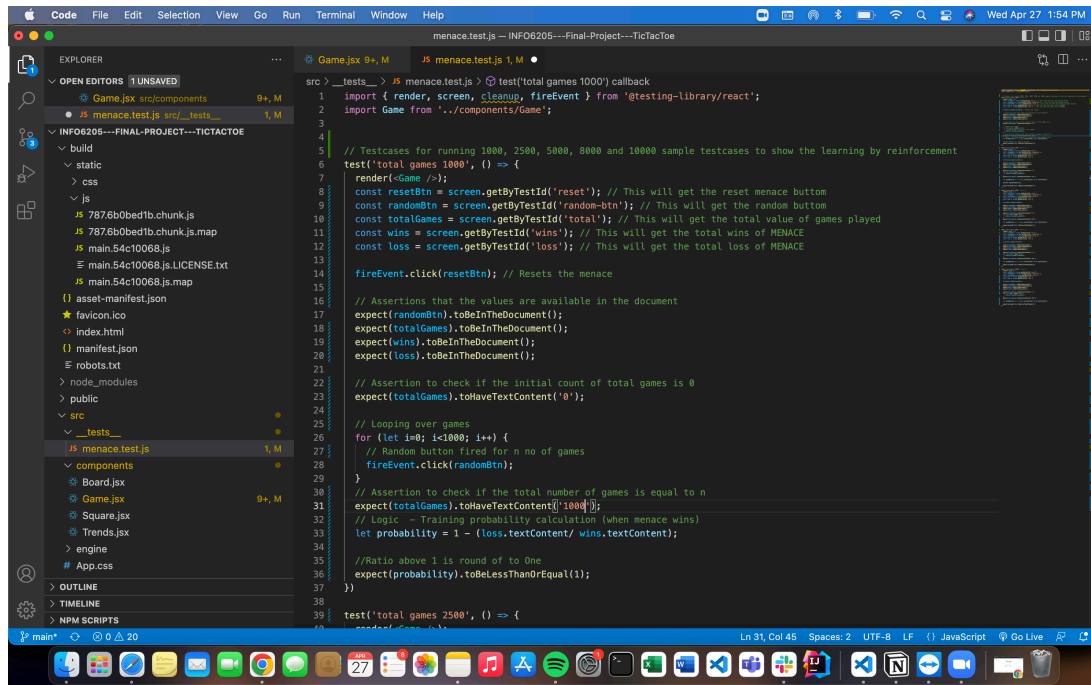 Code File Edit Selection View Go Run Terminal Window Help Wed Apr 27 1:54 PM
menace.test.js — INFO6205---Final-Project---TicTacToe
EXPLORER ...
Game.jsx 9+, M
JS menace.test.js 1, M
OPEN EDITORS 1 UNSAVED
Game.jsx src/components 9+, M
JS menace.test.js src/__tests__ 1, M
INFO6205---FINAL-PROJECT---TICTACTOE
build
static
css
js
JS 787.6b0bed1b.chunk.js
JS 787.6b0bed1b.chunk.js.map
JS main.54c10068.js
main.54c10068.js.LICENSE.txt
JS main.54c10068.js.map
{} asset-manifest.json
favicon.ico
<> index.html
{} manifest.json
robots.txt
node_modules
public
src
__tests__
JS menace.test.js 1, M
components
Board.jsx
Game.jsx 9+, M
Square.jsx
Trends.jsx
engine
# App.css
OUTLINE
TIMELINE
NPM SCRIPTS
src > __tests__ > JS menace.test.js > test('total games 1000') callback
1 import { render, screen, cleanup, fireEvent } from '@testing-library/react';
2 import Game from '../components/Game';
3
4
5 // Testcases for running 1000, 2500, 5000, 8000 and 10000 sample testcases to show the learning by reinforcement
6 test('total games 1000', () => {
7 render(<Game />);
8 const resetBtn = screen.getByTestId('reset'); // This will get the reset menace buttom
9 const randomBtn = screen.getByTestId('random-btn'); // This will get the random buttom
10 const totalGames = screen.getByTestId('total'); // This will get the total value of games played
11 const wins = screen.getByTestId('wins'); // This will get the total wins of MENACE
12 const loss = screen.getByTestId('loss'); // This will get the total loss of MENACE
13
14 fireEvent.click(resetBtn); // Resets the menace
15
16 // Assertions that the values are available in the document
17 expect(randomBtn).toBeInTheDocument();
18 expect(totalGames).toBeInTheDocument();
19 expect(wins).toBeInTheDocument();
20 expect(loss).toBeInTheDocument();
21
22 // Assertion to check if the initial count of total games is 0
23 expect(totalGames).toHaveTextContent('0');
24
25 // Looping over games
26 for (let i=0; i<1000; i++) {
27 // Random button fired for n no of games
28 fireEvent.click(randomBtn);
29 }
30 // Assertion to check if the total number of games is equal to n
31 expect(totalGames).toHaveTextContent('1000');
32 // Logic – Training probability calculation (when menace wins)
33 let probability = 1 - (loss.textContent/ wins.textContent);
34
35 //Ratio above 1 is round of to One
36 expect(probability).toBeLessThanOrEqual(1);
37 })
38
39 test('total games 2500', () => {
main* 0 20 Ln 31, Col 45 Spaces: 2 UTF-8 LF {} JavaScript Go Live
APR 27